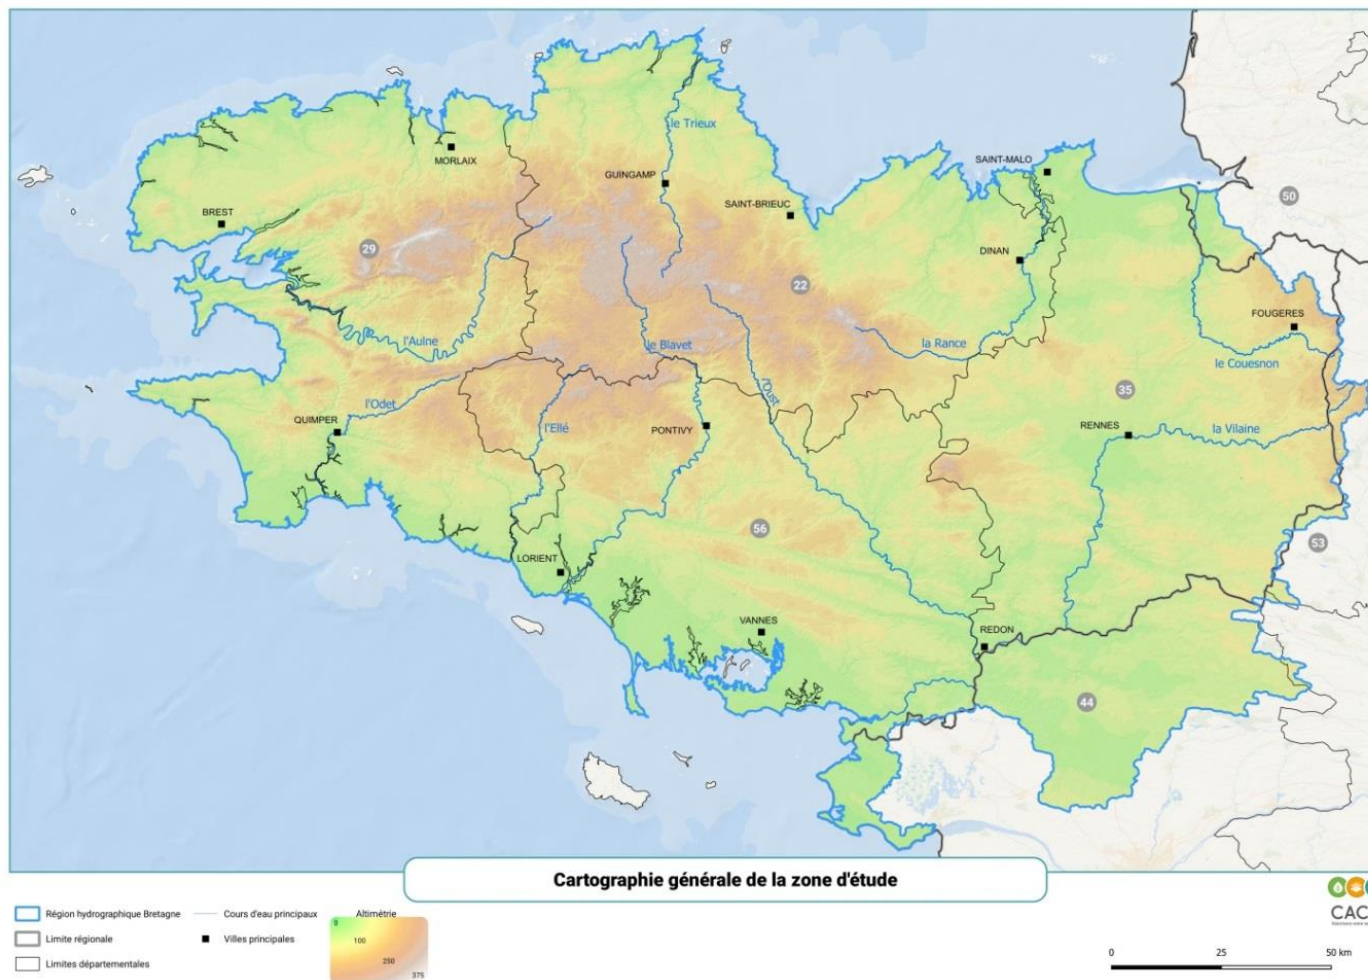 le Trieux
MORLAIX
SAINT-MALO
GUINGAMP
50
BREST
SAINT-BRIEUC
29
DINAN
22
FOUGERES
l'Aulne
le Blavet
la Rance
le Couesnon
l'Oust
35
l'Odet
QUIMPER
l'Ellé
PONTIVY
RENNES
la Vilaine
56
53
LORIENT
VANNES
REDON
44
Cartographie générale de la zone d'étude
Région hydrographique Bretagne
Cours d'eau principaux
Altimétrie
0
100
250
375
Limite régionale
Villes principales
Limites départementales
CAC
0 25 50 km